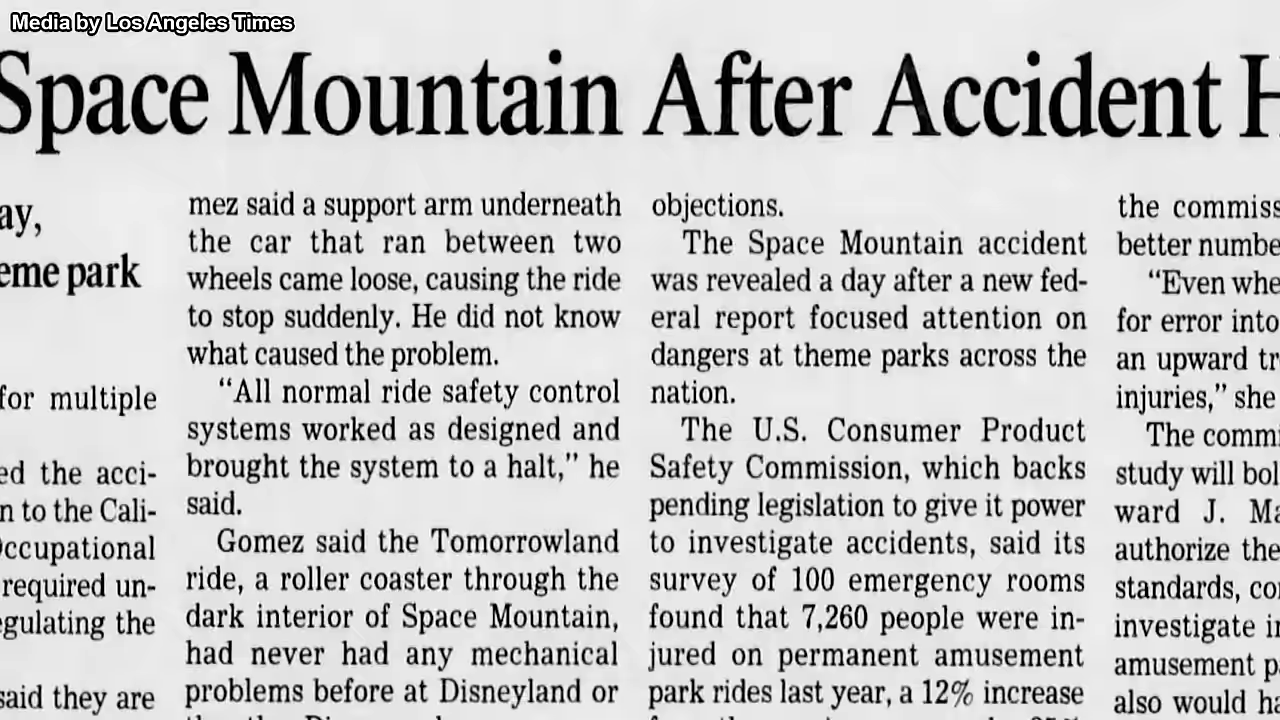 Media by Los Angeles Times
Space Mountain After Accident H
ay,
eme park
for multiple
ed the acci-
n to the Cali-
Occupational
required un-
egulating the
said they are
mez said a support arm underneath
the car that ran between two
wheels came loose, causing the ride
to stop suddenly. He did not know
what caused the problem.
“All normal ride safety control
systems worked as designed and
brought the system to a halt,” he
said.
Gomez said the Tomorrowland
ride, a roller coaster through the
dark interior of Space Mountain,
had never had any mechanical
problems before at Disneyland or
objections.
The Space Mountain accident
was revealed a day after a new fed-
eral report focused attention on
dangers at theme parks across the
nation.
The U.S. Consumer Product
Safety Commission, which backs
pending legislation to give it power
to investigate accidents, said its
survey of 100 emergency rooms
found that 7,260 people were in-
jured on permanent amusement
park rides last year, a 12% increase
the commiss
better numbe
“Even whe
for error into
an upward tr
injuries,” she
The commi
study will bol
ward J. Ma
authorize the
standards, co
investigate in
amusement p
also would ha